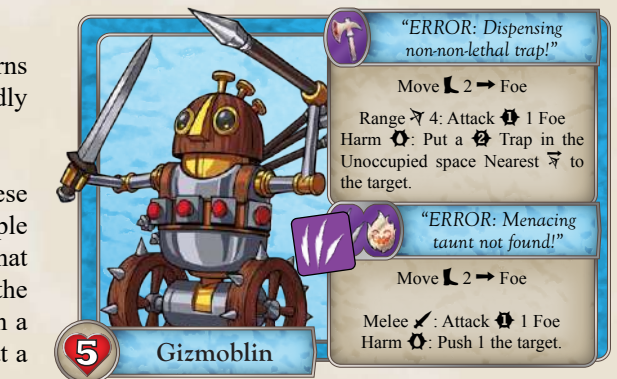 rns
dly
ese
ple
hat
the
n a
t a
5
Gizmoblin
"ERROR: Dispensing
non-non-lethal trap!"
Move 2 → Foe
Range 4: Attack 1 1 Foe
Harm : Put a 2 Trap in the
Unoccupied space Nearest to
the target.
"ERROR: Menacing
taunt not found!"
Move 2 → Foe
Melee : Attack 1 1 Foe
Harm : Push 1 the target.